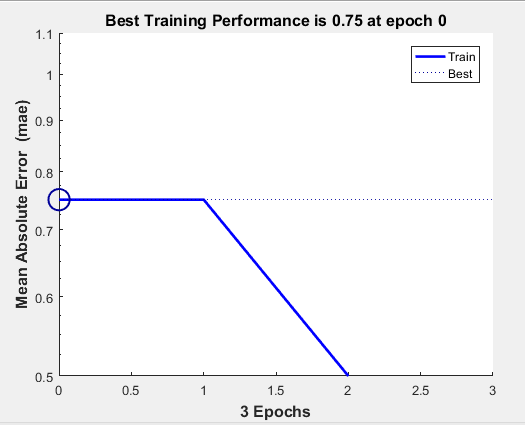 Best Training Performance is 0.75 at epoch 0
1.1
1
0.9
0.8
0.7
0.6
0.5
Mean Absolute Error (mae)
Train
Best
0
0.5
1
1.5
2
2.5
3
3 Epochs